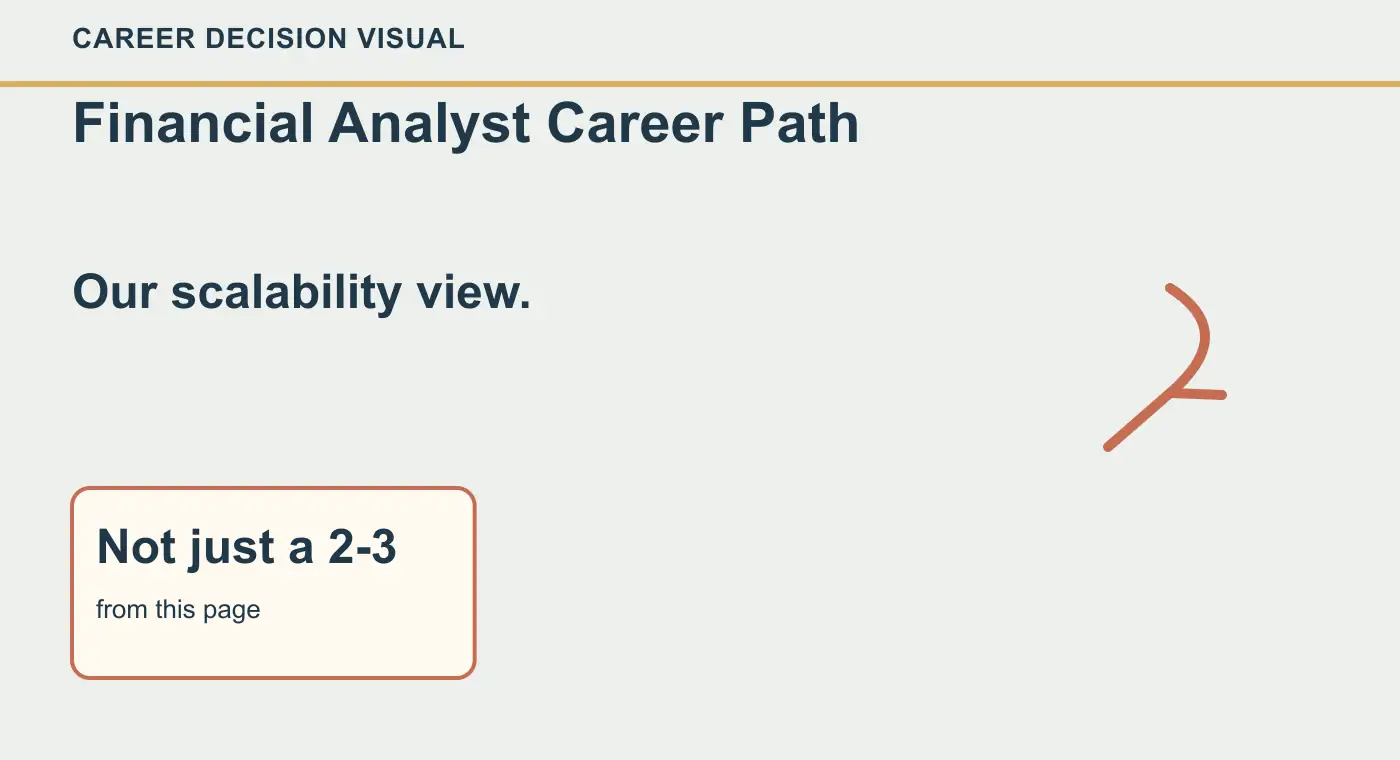 CAREER DECISION VISUAL
Financial Analyst Career Path
Our scalability view.
Not just a 2-3
from this page